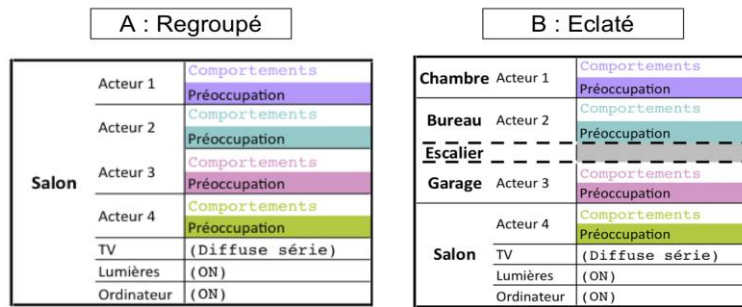 A : Regroupé
Salon
Acteur 1
Comportements
Préoccupation
Acteur 2
Comportements
Préoccupation
Acteur 3
Comportements
Préoccupation
Acteur 4
Comportements
Préoccupation
TV (Diffuse série)
Lumières (ON)
Ordinateur (ON)
B : Eclaté
Chambre Acteur 1
Comportements
Préoccupation
Bureau Acteur 2
Comportements
Préoccupation
Escalier
Garage Acteur 3
Comportements
Préoccupation
Salon
Acteur 4
Comportements
Préoccupation
TV (Diffuse série)
Lumières (ON)
Ordinateur (ON)